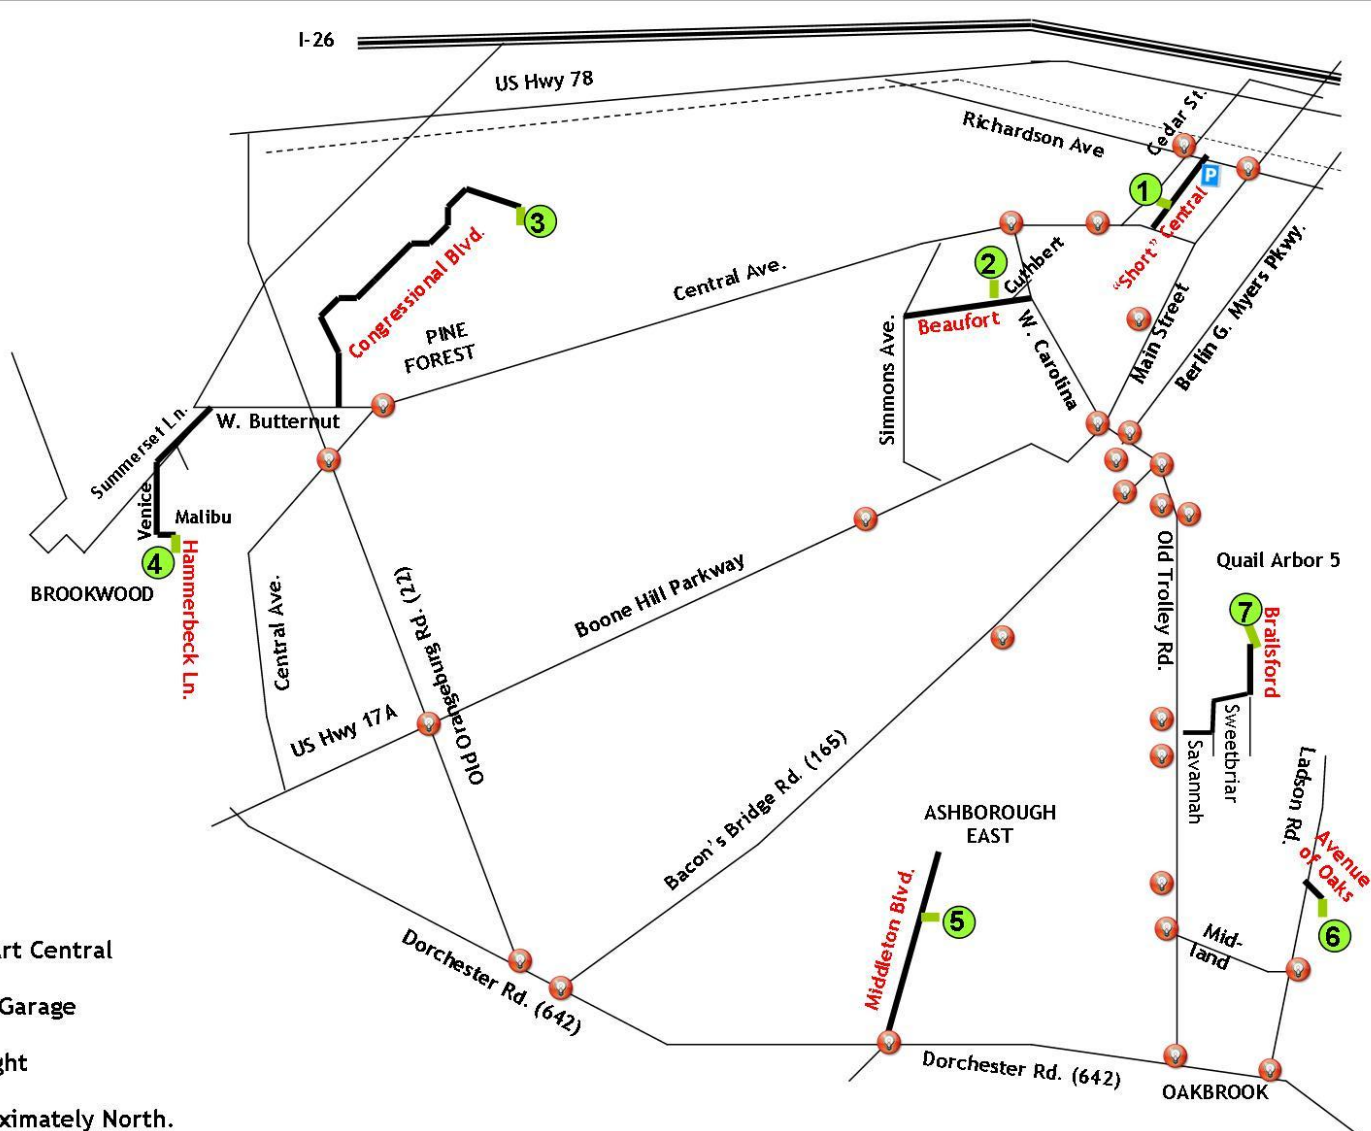 I-26
US Hwy 78
Cedar St.
Richardson Ave
P
1
"Short" Central
3
Congressional Blvd.
2
Cuthbert
Central Ave.
Beaufort
Simmons Ave.
W. Carolina
Main Street
Berlin G. Myers Pkwy.
PINE
FOREST
W. Butternut
Summerset Ln.
Venice
Malibu
4
Hammerbeck Ln.
BROOKWOOD
Central Ave.
Old Orangeburg Rd. (22)
Boone Hill Parkway
US Hwy 17A
Old Trolley Rd.
Quail Arbor 5
7
Brailsford
Sweetbriar
Savannah
Bacon's Bridge Rd. (165)
ASHBOROUGH
EAST
Middleton Blvd.
5
Ladson Rd.
Avenue
of Oaks
6
Mid-
land
Dorchester Rd. (642)
Dorchester Rd. (642)
OAKBROOK
rt Central
Garage
ght
ximately North.